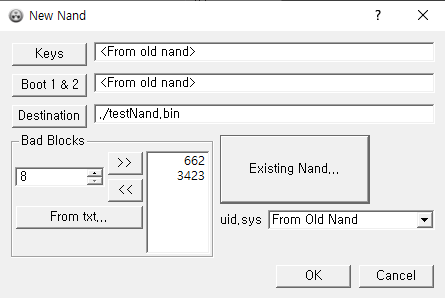 New Nand
?
Keys
<From old nand>
Boot 1 & 2
<From old nand>
Destination
./testNand.bin
Bad Blocks
8
>>
<<
From txt...
662
3423
Existing Nand...
uid.sys
From Old Nand
OK
Cancel